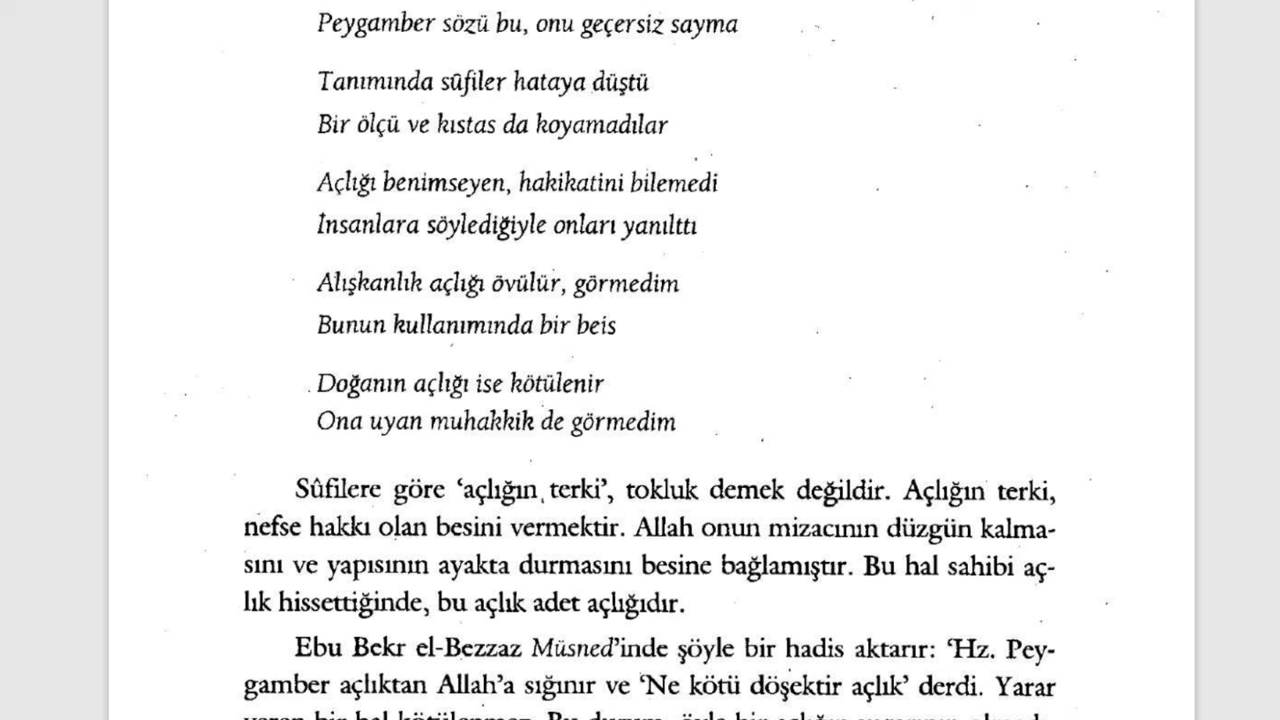 Peygamber sözü bu, onu geçersiz sayma
Tanımında sûfiler hataya düştü
Bir ölçü ve kıstas da koyamadılar
Açlığı benimseyen, hakikatini bilemedi
İnsanlara söylediğiyle onları yanılttı
Alışkanlık açlığı övülür, görmedim
Bunun kullanımında bir beis
Doğanın açlığı ise kötülenir
Ona uyan muhakkik de görmedim
Sûfilere göre ‘açlığın terki’, tokluk demek değildir. Açlığın terki,
nefse hakkı olan besini vermektir. Allah onun mizacının düzgün kalma-
sını ve yapısının ayakta durmasını besine bağlamıştır. Bu hal sahibi aç-
lık hissettiğinde, bu açlık adet açlığıdır.
Ebu Bekr el-Bezzaz Müsned’inde şöyle bir hadis aktarır: ‘Hz. Pey-
gamber açlıktan Allah’a sığınır ve ‘Ne kötü döşektir açlık’ derdi. Yarar